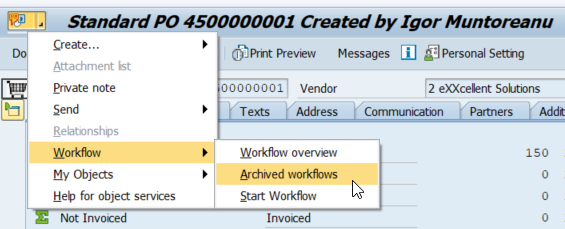 Standard PO 4500000001 Created by Igor Muntoreanu
Do
Print Preview
Messages
Personal Setting
Create...
Attachment list
Private note
Send
Relationships
Workflow
My Objects
Help for object services
00000001
Vendor
2 eXXcellent Solutions
Texts
Address
Communication
Partners
Addit
Workflow overview
Archived workflows
Start Workflow
150
0
0
0
Not Invoiced
Invoiced